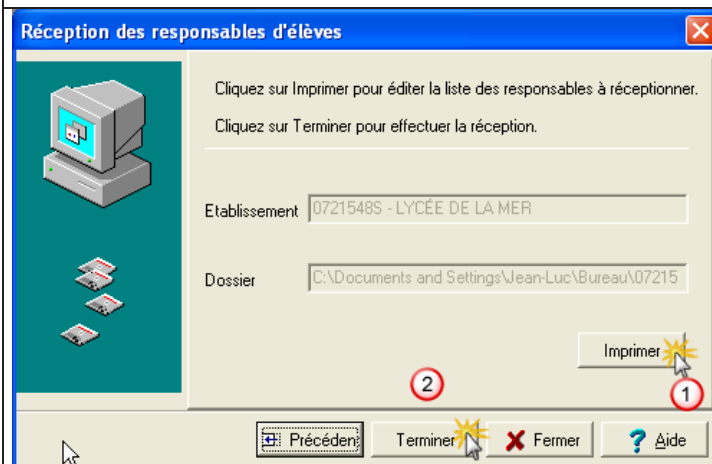 Réception des responsables d'élèves
Cliquez sur Imprimer pour éditer la liste des responsables à réceptionner.
Cliquez sur Terminer pour effectuer la réception.
Etablissement 0721548S - LYCÉE DE LA MER
Dossier C:\Documents and Settings\Jean-Luc\Bureau\07215
Imprimer
2
1
Précéden
Terminer
Fermer
? Aide